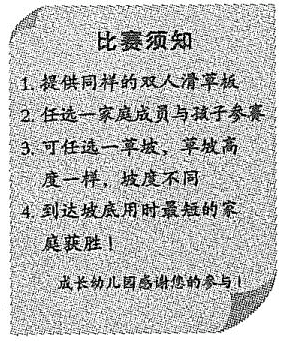 比赛须知
1. 提供同样的双人滑草板
2. 任选一家庭成员与孩子参赛
3. 可任选一草坡，草坡高
度一样，坡度不同
4. 到达坡底用时最短的家
庭获胜！
成长幼儿园感谢您的参与！